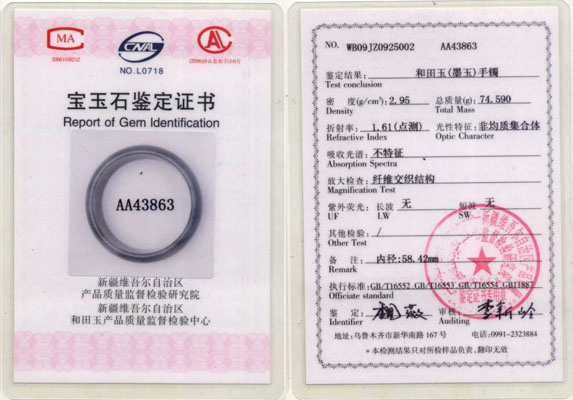 MA
CNAL
NO.L0718
宝玉石鉴定证书
Report of Gem Identification
AA43863
新疆维吾尔自治区
产品质量监督检验研究院
新疆维吾尔自治区
和田玉产品质量监督检验中心
NO. WB09JZ0925002 AA43863
鉴定结果: 和田玉(墨玉)手镯
Test conclusion
密 度(g/cm³): 2.95 总质量(g): 74.590
Density Total Mass
折射率: 1.61(点测) 光性特征: 非均质集合体
Refractive Index Optical Character
吸收光谱: 不特征
Absorption Spectra
放大检查: 纤维交织结构
Magnification Test
紫外荧光: 长波 无 短波 无
UF LW SW
其他检验: /
Other Test
备 注: 内径:58.42mm
Remark
执行标准: GB/T16552 GB/T16553 GB/T16554 GB11887
Officiate standard
鉴 定: 审核:
Identifier Auditing
地址: 乌鲁木齐市新华南路 167 号 电话: 0991-2323884
*本检测结果只对所检样品负责, 翻印无效